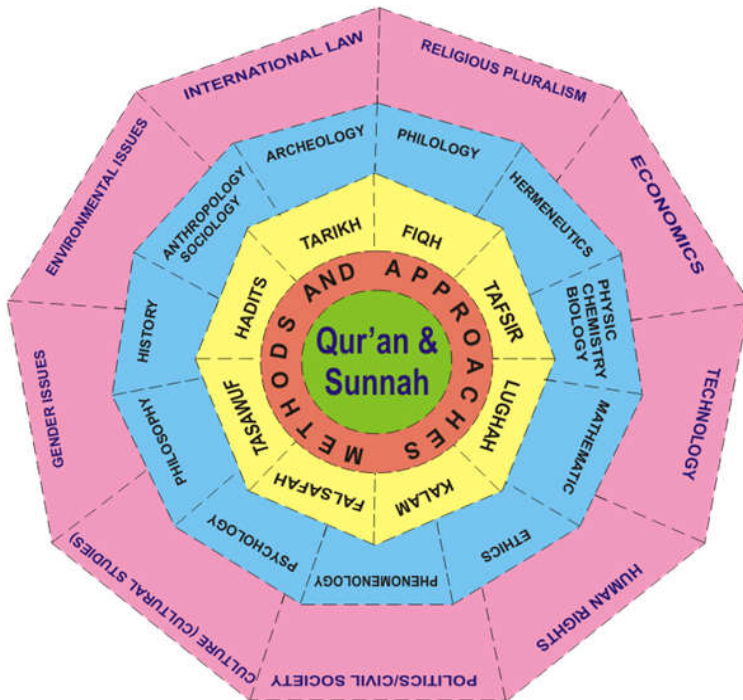 INTERNATIONAL LAW
RELIGIOUS PLURALISM
ECONOMICS
TECHNOLOGY
HUMAN RIGHTS
POLITICS/CIVIL SOCIETY
CULTURE (CULTURAL STUDIES)
GENDER ISSUES
ENVIRONMENTAL ISSUES
ARCHEOLOGY
PHILOLOGY
HERMENEUTICS
PHYSIC
CHEMISTRY
BIOLOGY
MATHEMATIC
ETHICS
PHENOMENOLOGY
PSYCHOLOGY
PHILOSOPHY
HISTORY
ANTHROPOLOGY
SOCIOLOGY
TARIKH
FIQH
TAFSIR
LUGHAH
KALAM
FALSAFAH
TASAWUF
HADITS
METHODS AND APPROACHES
Qur'an &
Sunnah